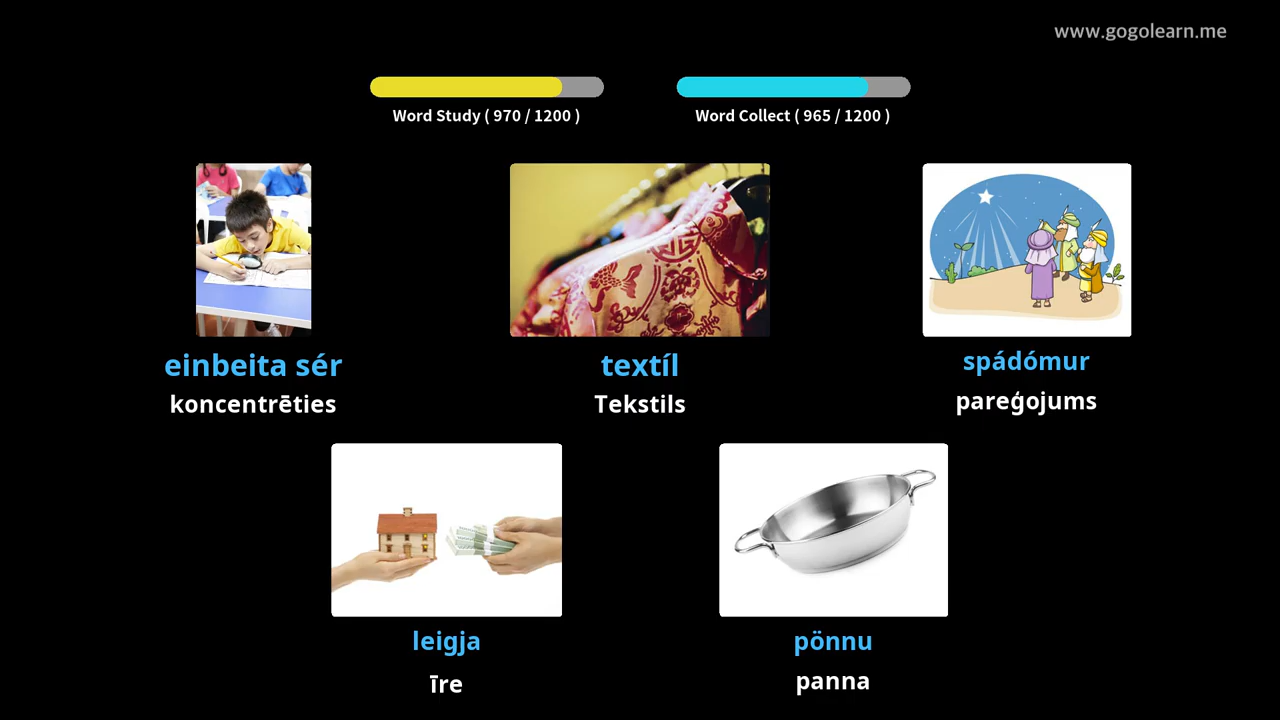 www.gogolearn.me
Word Study ( 970 / 1200 )
Word Collect ( 965 / 1200 )
einbeita sér
koncentrēties
textíl
Tekstils
spádómur
pareģojums
leigja
īre
pönnu
panna